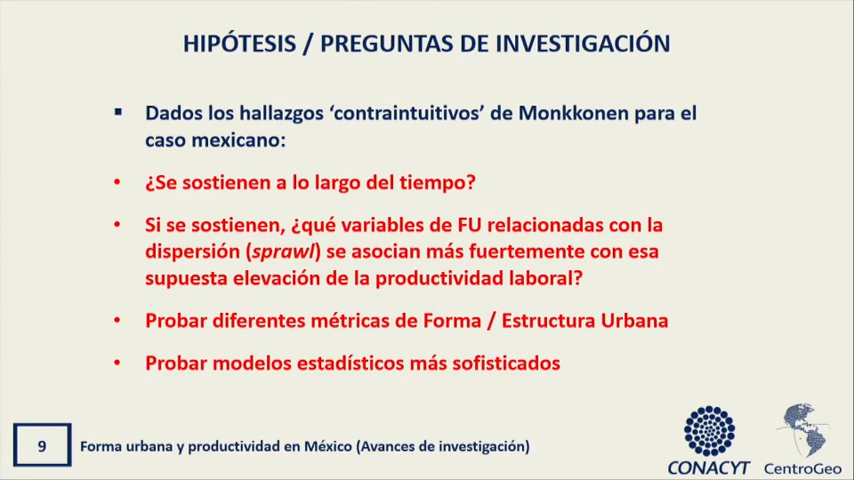 HIPÓTESIS / PREGUNTAS DE INVESTIGACIÓN
▪ Dados los hallazgos ‘contraintuitivos’ de Monkkonen para el
caso mexicano:
• ¿Se sostienen a lo largo del tiempo?
• Si se sostienen, ¿qué variables de FU relacionadas con la
dispersión (sprawl) se asocian más fuertemente con esa
supuesta elevación de la productividad laboral?
• Probar diferentes métricas de Forma / Estructura Urbana
• Probar modelos estadísticos más sofisticados
9
Forma urbana y productividad en México (Avances de investigación)
CONACYT
CentroGeo